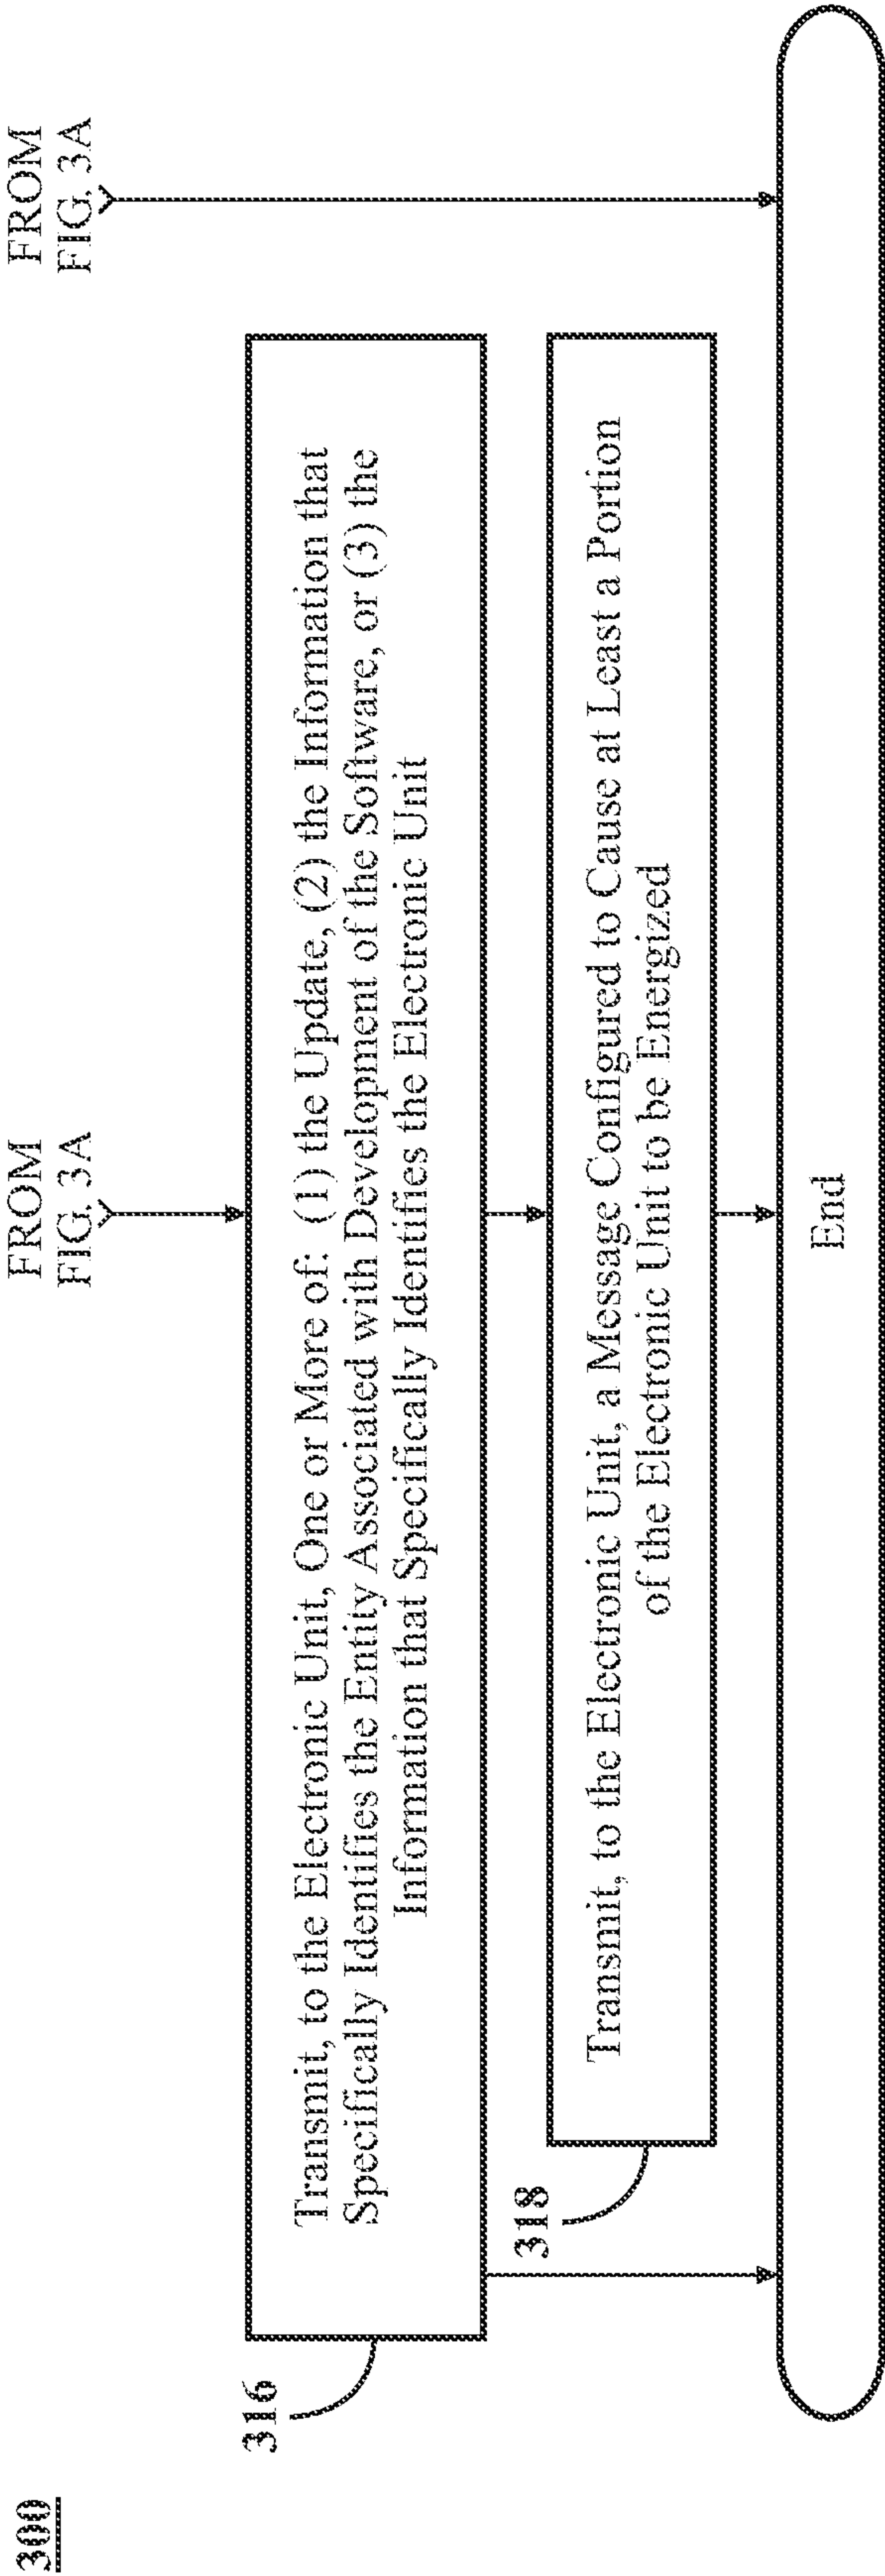 300
FROM
FIG. 3A
FROM
FIG. 3A
316
Transmit, to the Electronic Unit, One or More of: (1) the Update, (2) the Information that
Specifically Identifies the Entity Associated with Development of the Software, or (3) the
Information that Specifically Identifies the Electronic Unit
318
Transmit, to the Electronic Unit, a Message Configured to Cause at Least a Portion
of the Electronic Unit to be Energized
End